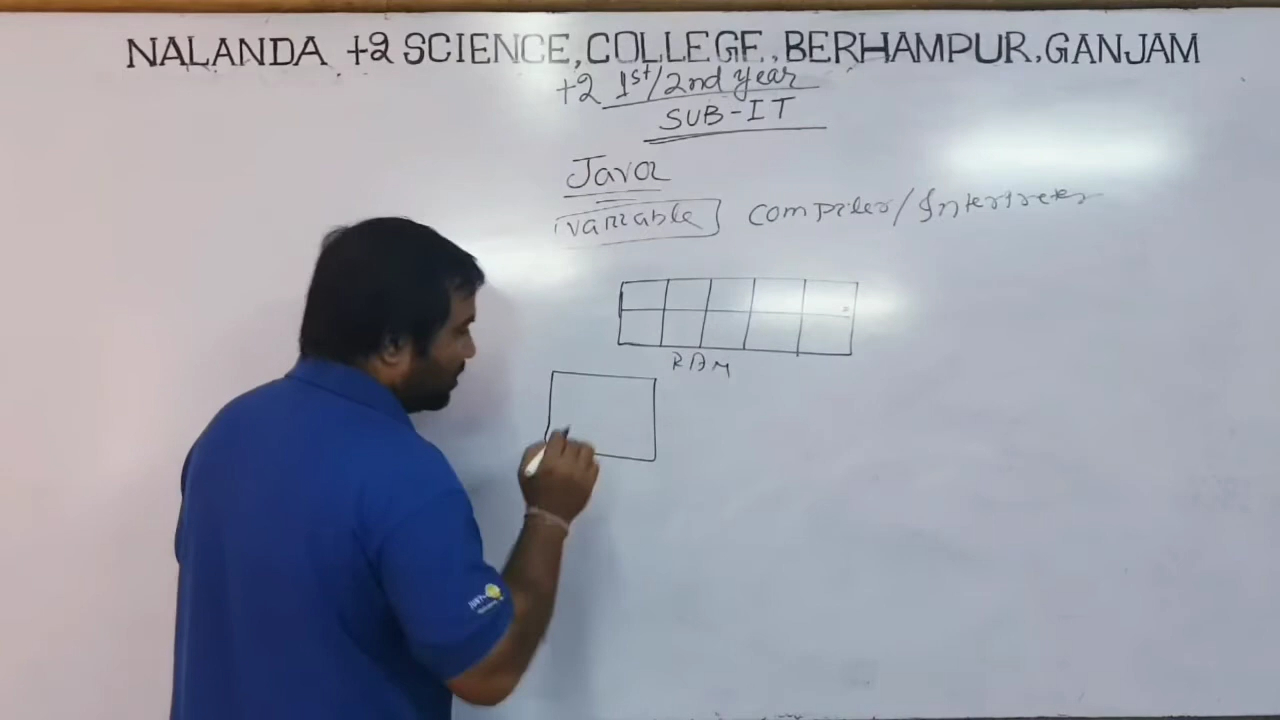 NALANDA +2 SCIENCE, COLLEGE, BERHAMPUR, GANJAM
+2 1st/2nd year
SUB-IT
Java
variable compiler/Interpreter
RAM